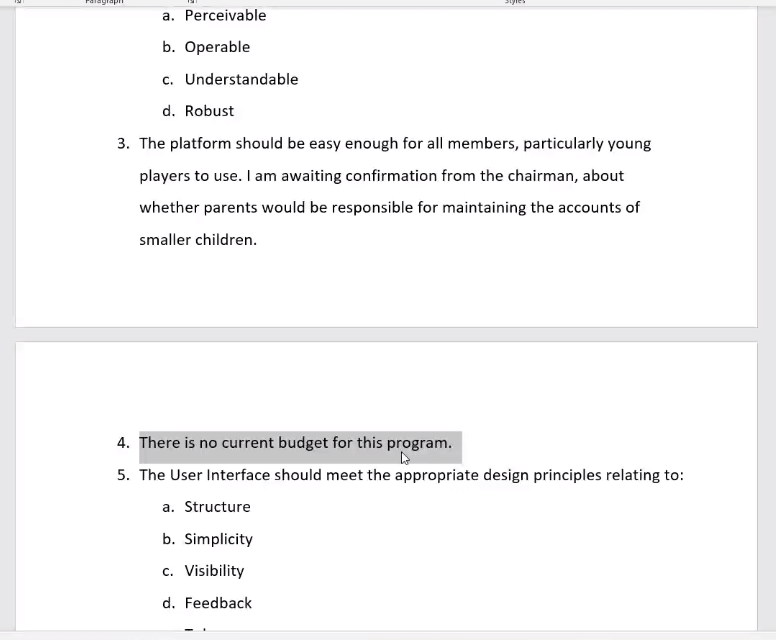 Paragraph
Styles
a. Perceivable
b. Operable
c. Understandable
d. Robust
3. The platform should be easy enough for all members, particularly young
players to use. I am awaiting confirmation from the chairman, about
whether parents would be responsible for maintaining the accounts of
smaller children.
4. There is no current budget for this program.
5. The User Interface should meet the appropriate design principles relating to:
a. Structure
b. Simplicity
c. Visibility
d. Feedback